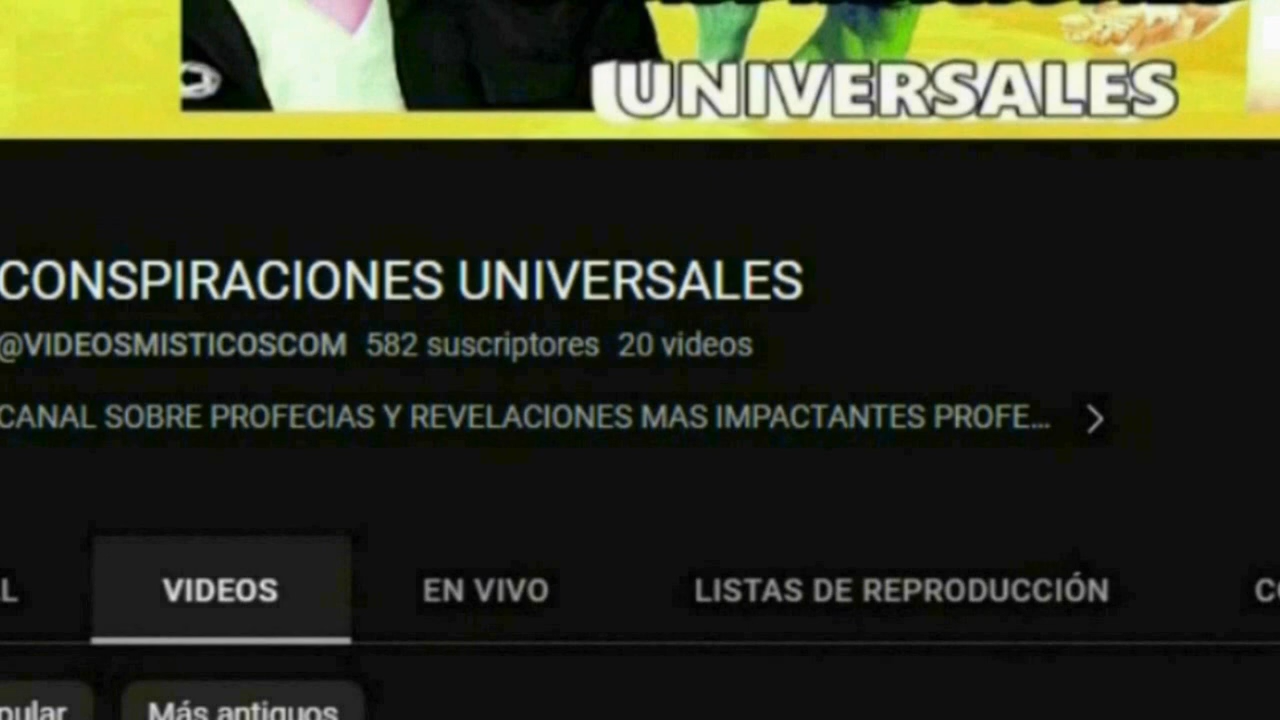 UNIVERSALES
CONSPIRACIONES UNIVERSALES
@VIDEOSMISTICOSCOM 582 suscriptores 20 videos
CANAL SOBRE PROFECIAS Y REVELACIONES MAS IMPACTANTES PROFE...
VIDEOS EN VIVO LISTAS DE REPRODUCCIÓN
Más antiguos